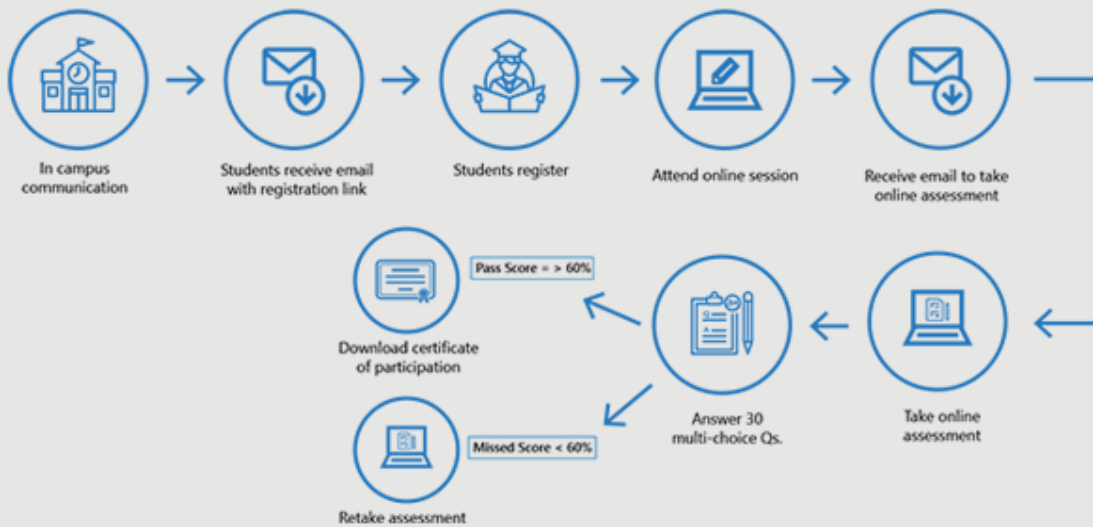 In campus
communication
Students receive email
with registration link
Students register
Attend online session
Receive email to take
online assessment
Pass Score = > 60%
Download certificate
of participation
Answer 30
multi-choice Qs.
Take online
assessment
Missed Score < 60%
Retake assessment